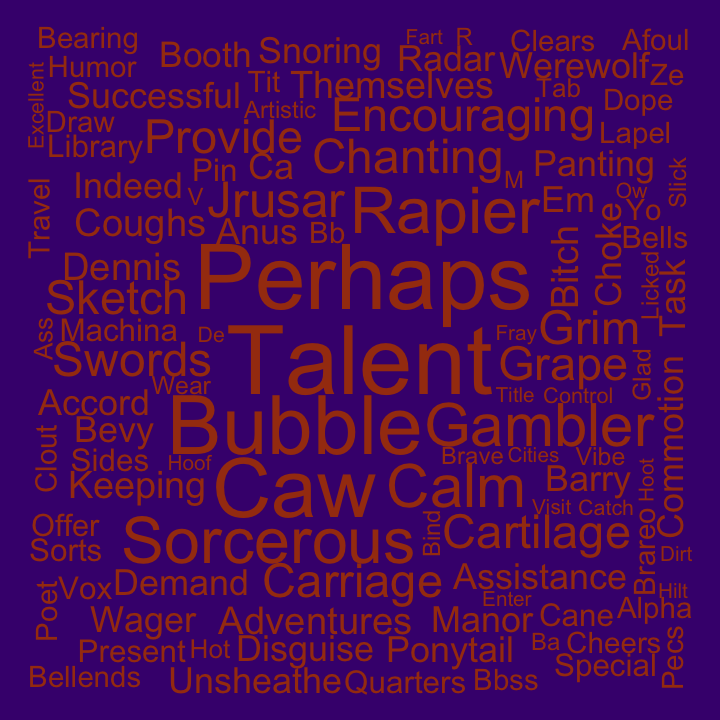 Bearing Booth Snoring Fart R Clears Afoul
Humor Radar Werewolf Ze
Excellent Successful Tit Themselves Tab Dope
Draw Artistic Encouraging
Library Provide Chanting Lapel
Pin Ca Panting
Travel Indeed V Jrusar Rapier M Em Ow Yo Slick
Coughs Anus Bb Bitch Choke Bells
Dennis Perhaps Licked Task
Sketch
Ass Machina De Talent Fray Grim
Swords Grape Glad
Wear Title Control
Accord Bubble Gambler Commotion
Clout Bevy
Sides Hoof Caw Calm Brave Cities Vibe
Keeping Barry Hoot
Offer Sorcerous Bind Visit Catch
Sorts Cartilage Brareo Dirt
Poet Vox Demand Carriage Assistance Hilt
Enter
Wager Adventures Manor Cane Alpha
Present Hot Disguise Ponytail Ba Cheers Pecs
Bellends Unsheathe Quarters Bbss Special